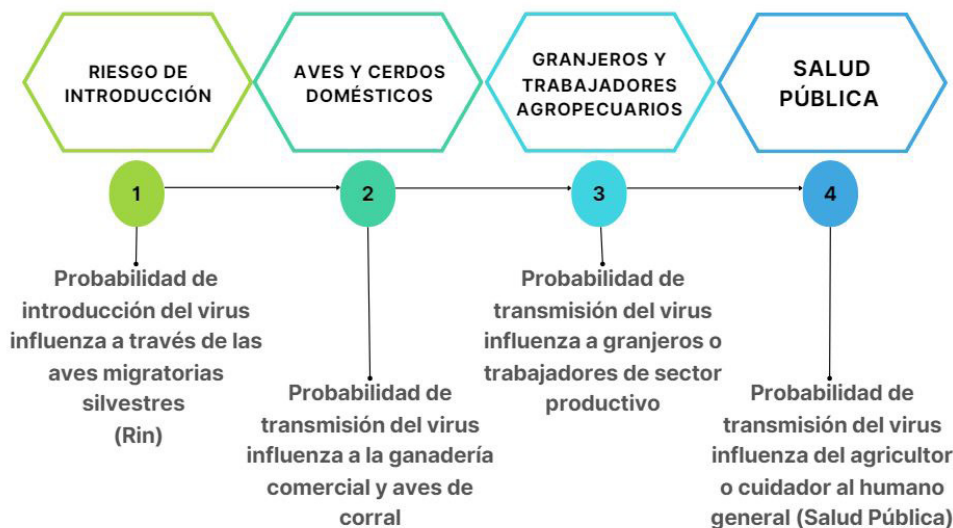 RIESGO DE
INTRODUCCIÓN
AVES Y CERDOS
DOMÉSTICOS
GRANJEROS Y
TRABAJADORES
AGROPECUARIOS
SALUD
PÚBLICA
1
2
3
4
Probabilidad de
introducción del virus
influenza a través de las
aves migratorias
silvestres
(Rin)
Probabilidad de
transmisión del virus
influenza a la ganadería
comercial y aves de
corral
Probabilidad de
transmisión del virus
influenza a granjeros o
trabajadores de sector
productivo
Probabilidad de
transmisión del virus
influenza del agricultor
o cuidador al humano
general (Salud Pública)